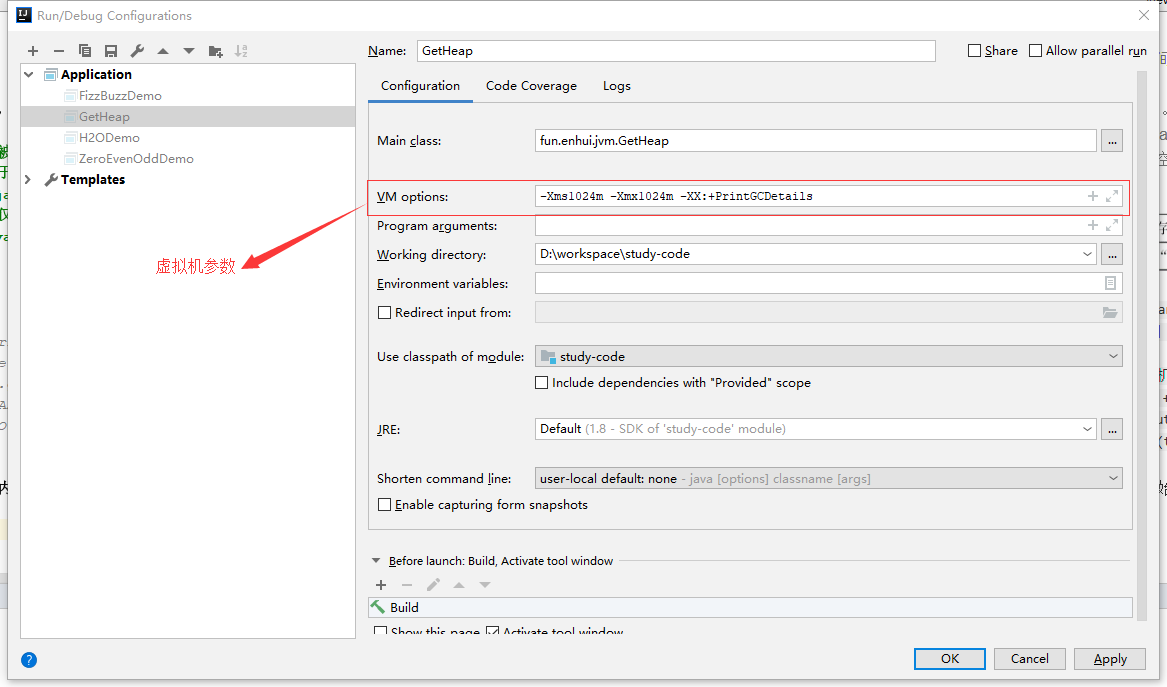 Run/Debug Configurations
Name: GetHeap
Share
Allow parallel run
Application
FizzBuzzDemo
GetHeap
H2ODemo
ZeroEvenOddDemo
Templates
Configuration
Code Coverage
Logs
Main class: fun.enhui.jvm.GetHeap ...
VM options: -Xms1024m -Xmx1024m -XX:+PrintGCDetails
Program arguments:
虚拟机参数
Working directory: D:\workspace\study-code ...
Environment variables:
Redirect input from:
Use classpath of module: study-code
Include dependencies with "Provided" scope
JRE: Default (1.8 - SDK of 'study-code' module) ...
Shorten command line: user-local default: none - java [options] classname [args]
Enable capturing form snapshots
Before launch: Build, Activate tool window
Build
Show this page
Activate tool window
?
OK
Cancel
Apply